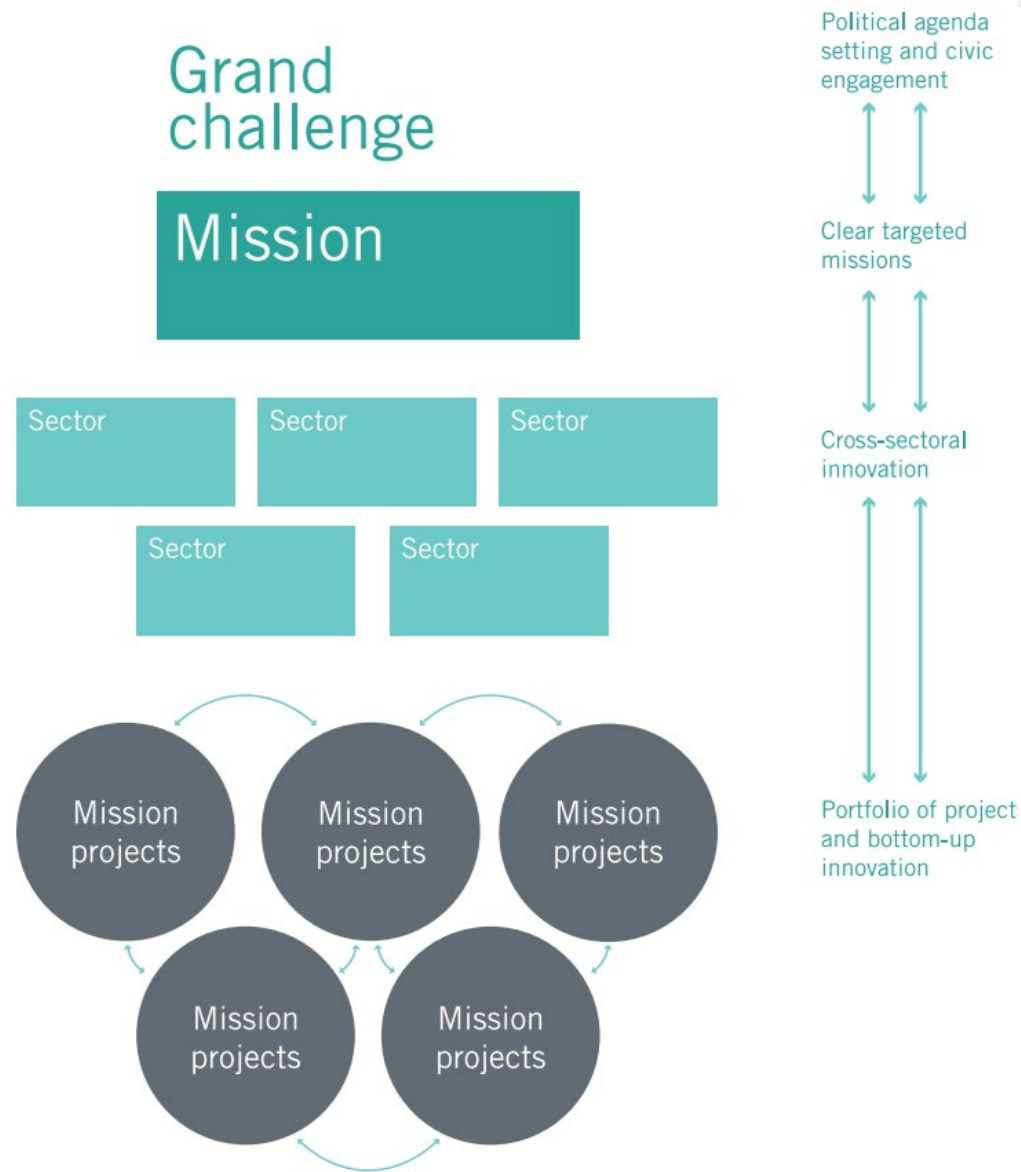 Grand
challenge
Political agenda
setting and civic
engagement
Mission
Clear targeted
missions
Sector
Sector
Sector
Cross-sectoral
innovation
Sector
Sector
Mission
projects
Mission
projects
Mission
projects
Portfolio of project
and bottom-up
innovation
Mission
projects
Mission
projects